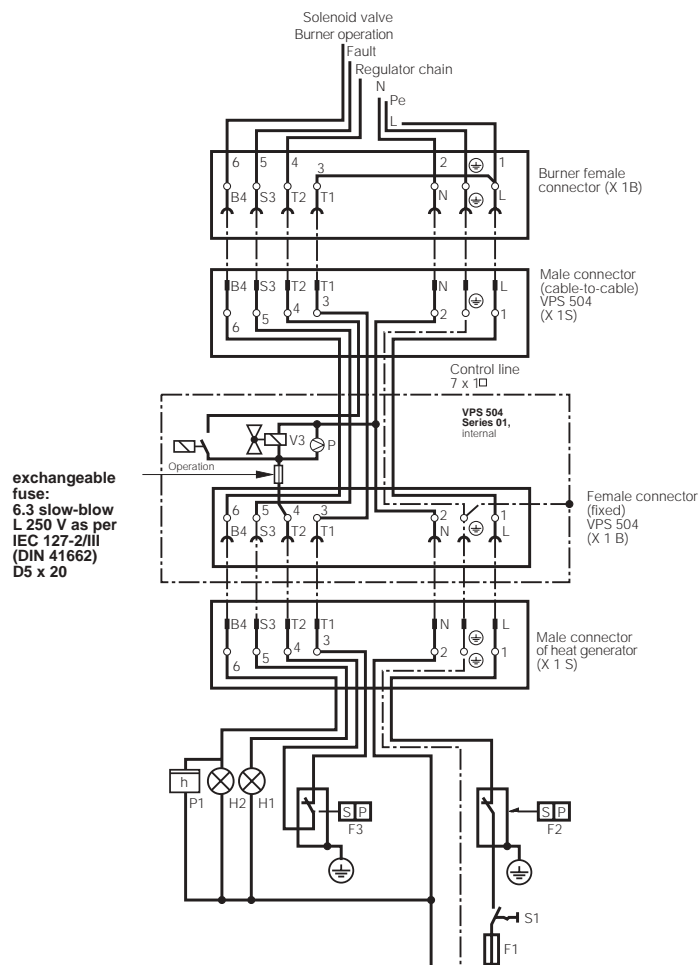 Solenoid valve
Burner operation
Fault
Regulator chain
N
Pe
L
6 5 4 3 2 1
B4 S3 T2 T1 N L
Burner female
connector (X 1B)
B4 S3 T2 T1 N L
6 5 4 3 2 1
Male connector
(cable-to-cable)
VPS 504
(X 1S)
Control line
7 x 1□
VPS 504
Series 01,
internal
V3
P
Operation
exchangeable
fuse:
6.3 slow-blow
L 250 V as per
IEC 127-2/III
(DIN 41662)
D5 x 20
6 5 4 3 2 1
B4 S3 T2 T1 N L
Female connector
(fixed)
VPS 504
(X 1 B)
B4 S3 T2 T1 N L
6 5 4 3 2 1
Male connector
of heat generator
(X 1 S)
h
P1
H2
H1
S P
F3
S P
F2
S1
F1